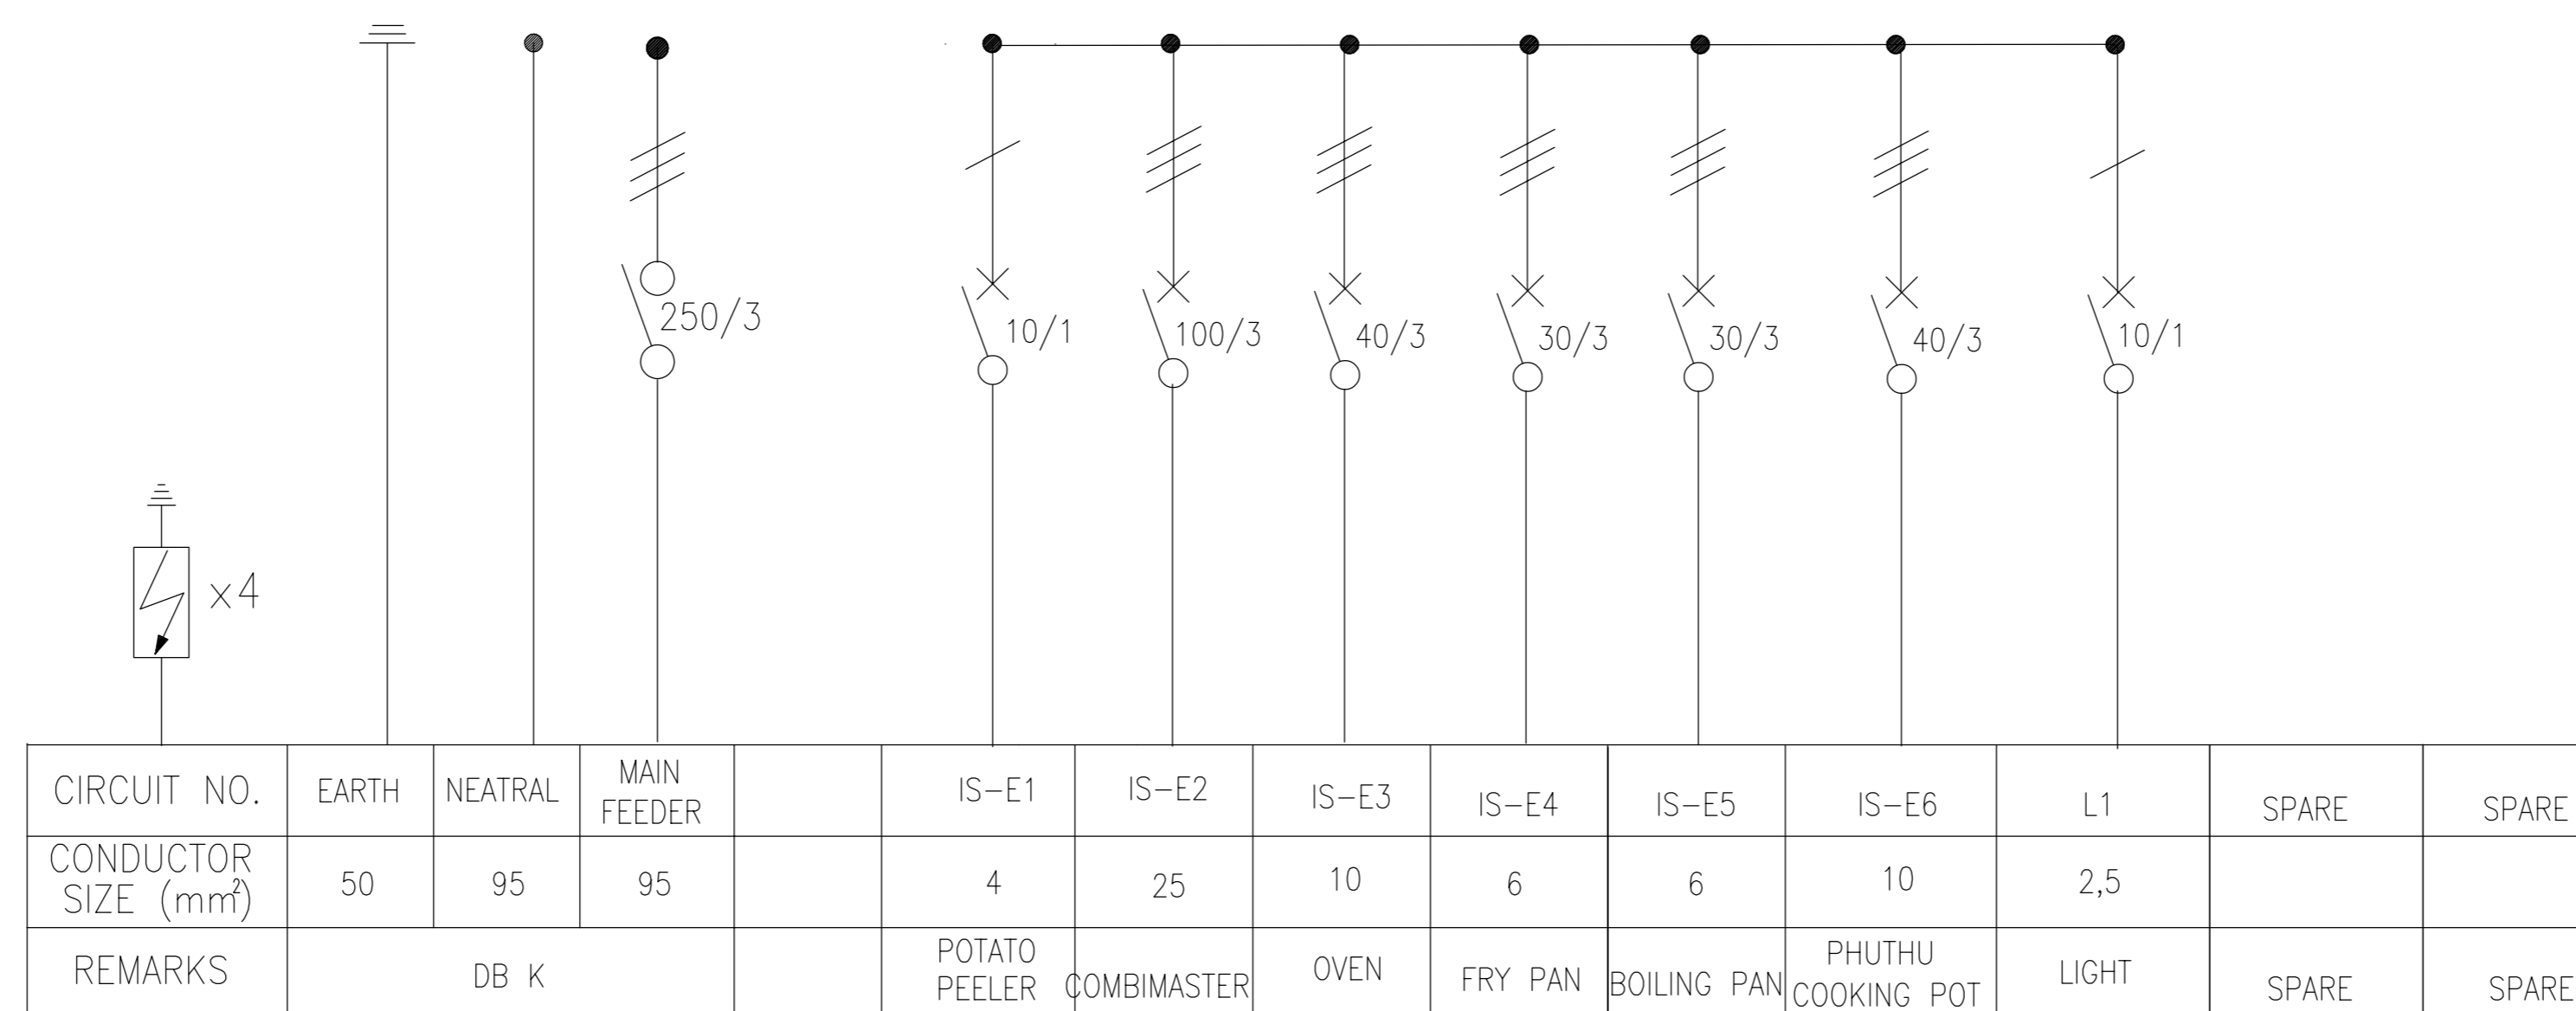 250/3
10/1
100/3
40/3
30/3
30/3
40/3
10/1
x4
CIRCUIT NO.
EARTH
NEATRAL
MAIN
FEEDER
IS-E1
IS-E2
IS-E3
IS-E4
IS-E5
IS-E6
L1
SPARE
SPARE
CONDUCTOR
SIZE (mm²)
50
95
95
4
25
10
6
6
10
2,5
REMARKS
DB K
POTATO
PEELER
COMBIMASTER
OVEN
FRY PAN
BOILING PAN
PHUTHU
COOKING POT
LIGHT
SPARE
SPARE